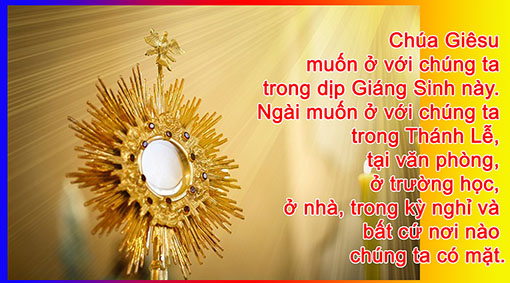 Chúa Giêsu
muốn ở với chúng ta
trong dịp Giáng Sinh này.
Ngài muốn ở với chúng ta
trong Thánh Lễ,
tại văn phòng,
ở trường học,
ở nhà, trong kỳ nghỉ và
bất cứ nơi nào
chúng ta có mặt.